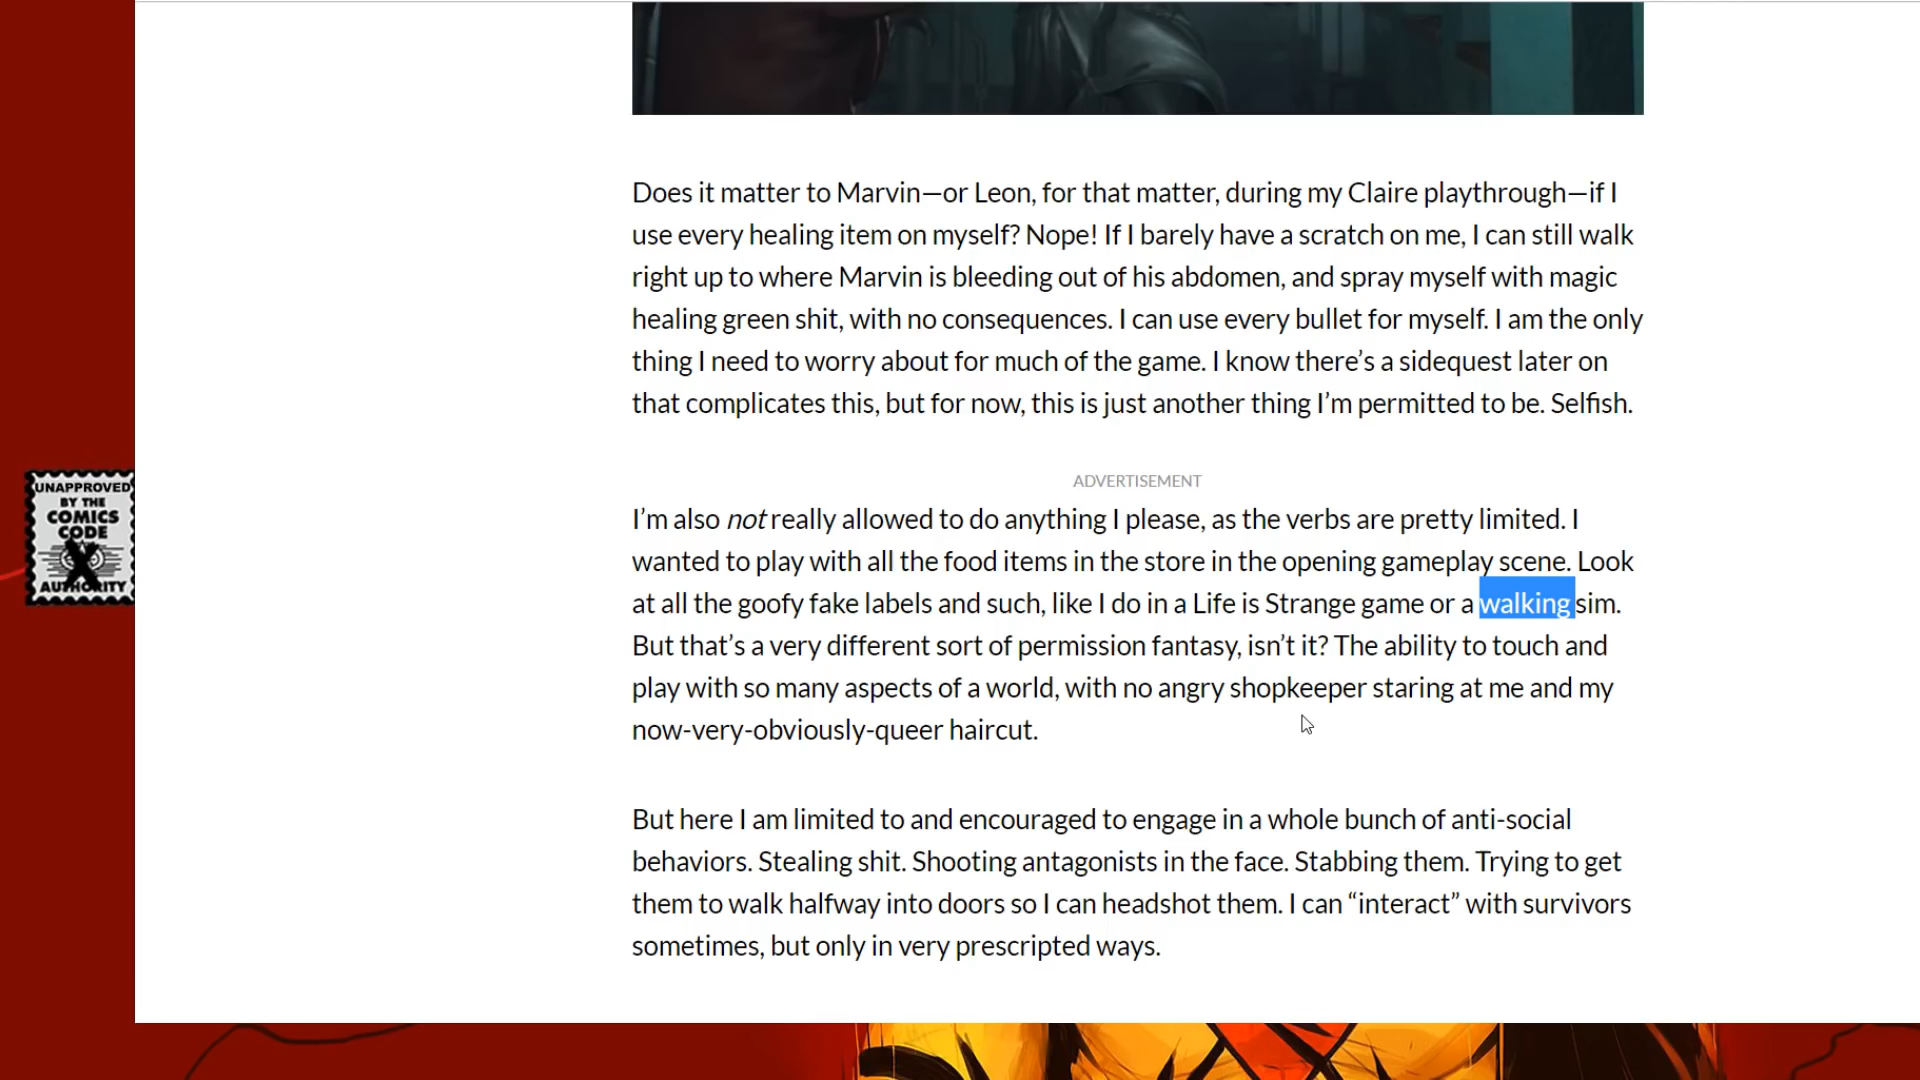 Does it matter to Marvin—or Leon, for that matter, during my Claire playthrough—if I
use every healing item on myself? Nope! If I barely have a scratch on me, I can still walk
right up to where Marvin is bleeding out of his abdomen, and spray myself with magic
healing green shit, with no consequences. I can use every bullet for myself. I am the only
thing I need to worry about for much of the game. I know there’s a sidequest later on
that complicates this, but for now, this is just another thing I’m permitted to be. Selfish.
ADVERTISEMENT
I’m also not really allowed to do anything I please, as the verbs are pretty limited. I
wanted to play with all the food items in the store in the opening gameplay scene. Look
at all the goofy fake labels and such, like I do in a Life is Strange game or a walking sim.
But that’s a very different sort of permission fantasy, isn’t it? The ability to touch and
play with so many aspects of a world, with no angry shopkeeper staring at me and my
now-very-obviously-queer haircut.
But here I am limited to and encouraged to engage in a whole bunch of anti-social
behaviors. Stealing shit. Shooting antagonists in the face. Stabbing them. Trying to get
them to walk halfway into doors so I can headshot them. I can “interact” with survivors
sometimes, but only in very prescripted ways.
UNAPPROVED
BY THE
COMICS
CODE
AUTHORITY